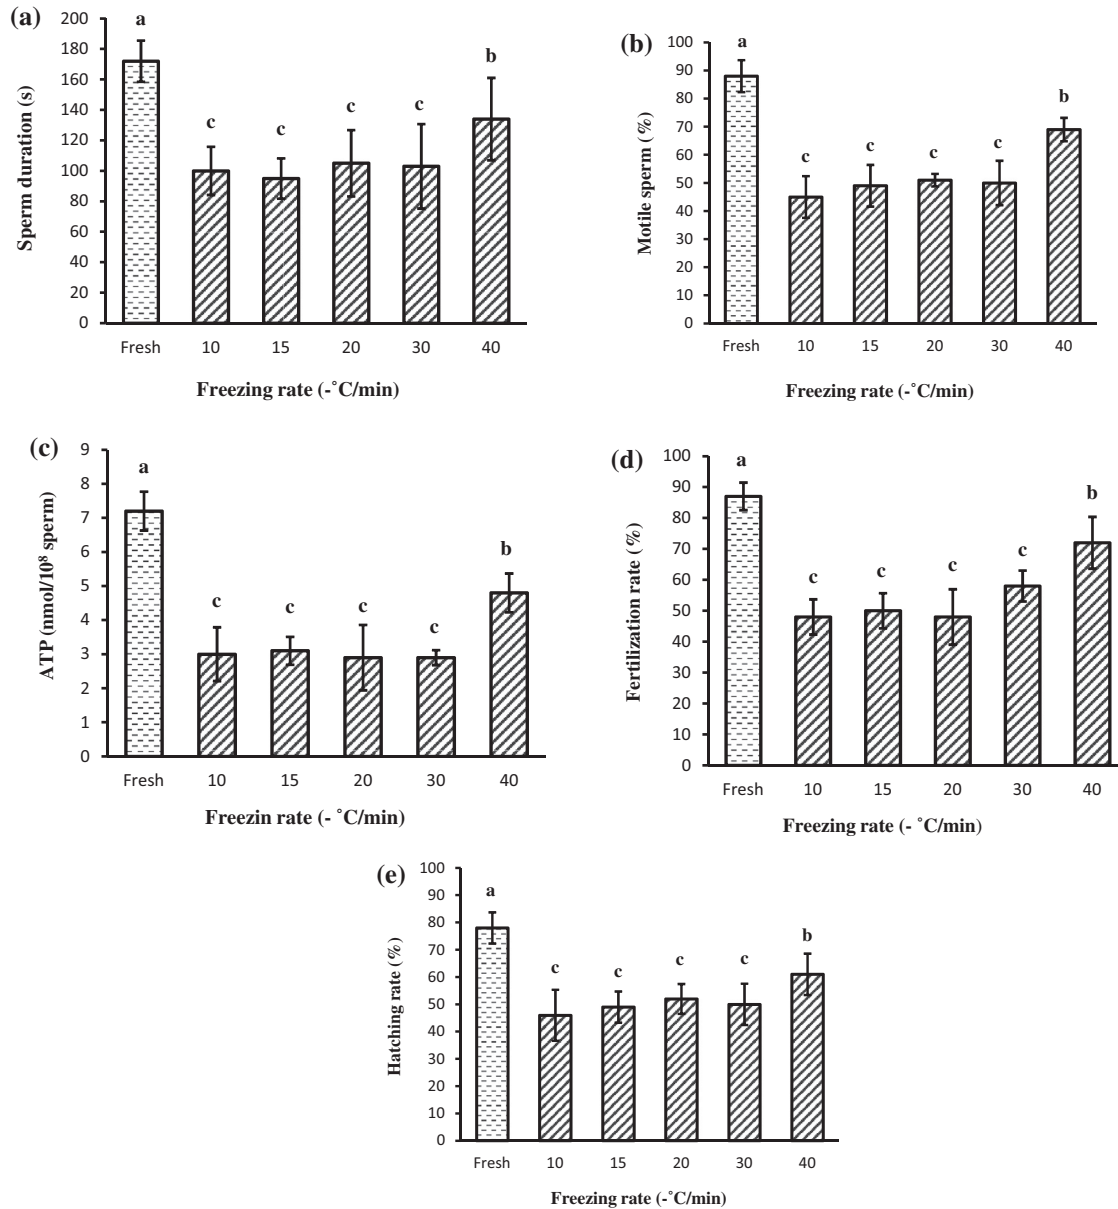 (a)
200
180
160
140
120
100
80
60
40
20
0
Sperm duration (s)
a
c
c
c
c
b
Fresh 10 15 20 30 40
Freezing rate (-˚C/min)
(b)
100
90
80
70
60
50
40
30
20
10
0
Motile sperm (%)
a
c
c
c
c
b
Fresh 10 15 20 30 40
Freezing rate (-˚C/min)
(c)
9
8
7
6
5
4
3
2
1
0
ATP (nmol/10⁸ sperm)
a
c
c
c
c
b
Fresh 10 15 20 30 40
Freezin rate (- ˚C/min)
(d)
100
90
80
70
60
50
40
30
20
10
0
Fertilization rate (%)
a
c
c
c
c
b
Fresh 10 15 20 30 40
Freezing rate (- ˚C/min)
(e)
100
90
80
70
60
50
40
30
20
10
0
Hatching rate (%)
a
c
c
c
c
b
Fresh 10 15 20 30 40
Freezing rate (-˚C/min)